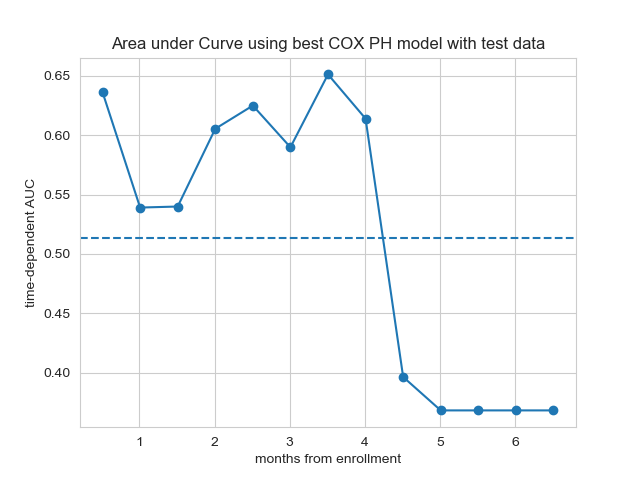 Area under Curve using best COX PH model with test data
time-dependent AUC
0.65
0.60
0.55
0.50
0.45
0.40
1 2 3 4 5 6
months from enrollment